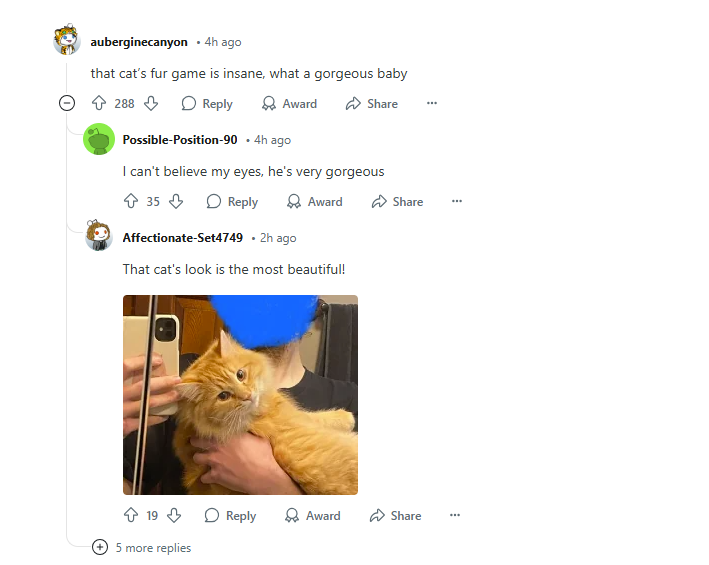 auberginecanyon • 4h ago
that cat's fur game is insane, what a gorgeous baby
288 Reply Award Share ...
Possible-Position-90 • 4h ago
I can't believe my eyes, he's very gorgeous
35 Reply Award Share ...
Affectionate-Set4749 • 2h ago
That cat's look is the most beautiful!
19 Reply Award Share ...
5 more replies